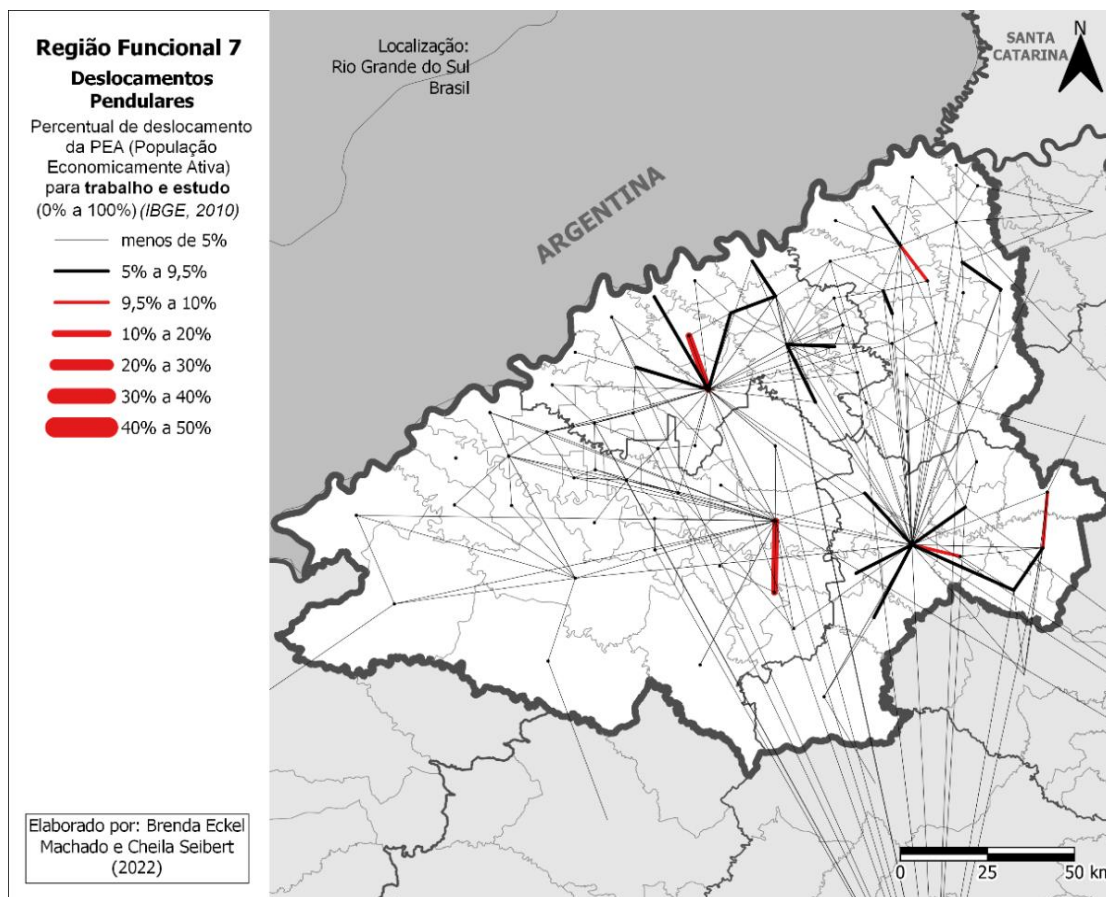 Região Funcional 7
Deslocamentos
Pendulares
Percentual de deslocamento
da PEA (População
Economicamente Ativa)
para trabalho e estudo
(0% a 100%) (IBGE, 2010)
menos de 5%
5% a 9,5%
9,5% a 10%
10% a 20%
20% a 30%
30% a 40%
40% a 50%
Elaborado por: Brenda Eckel
Machado e Cheila Seibert
(2022)
Localização:
Rio Grande do Sul
Brasil
SANTA
CATARINA
N
ARGENTINA
0 25 50 km